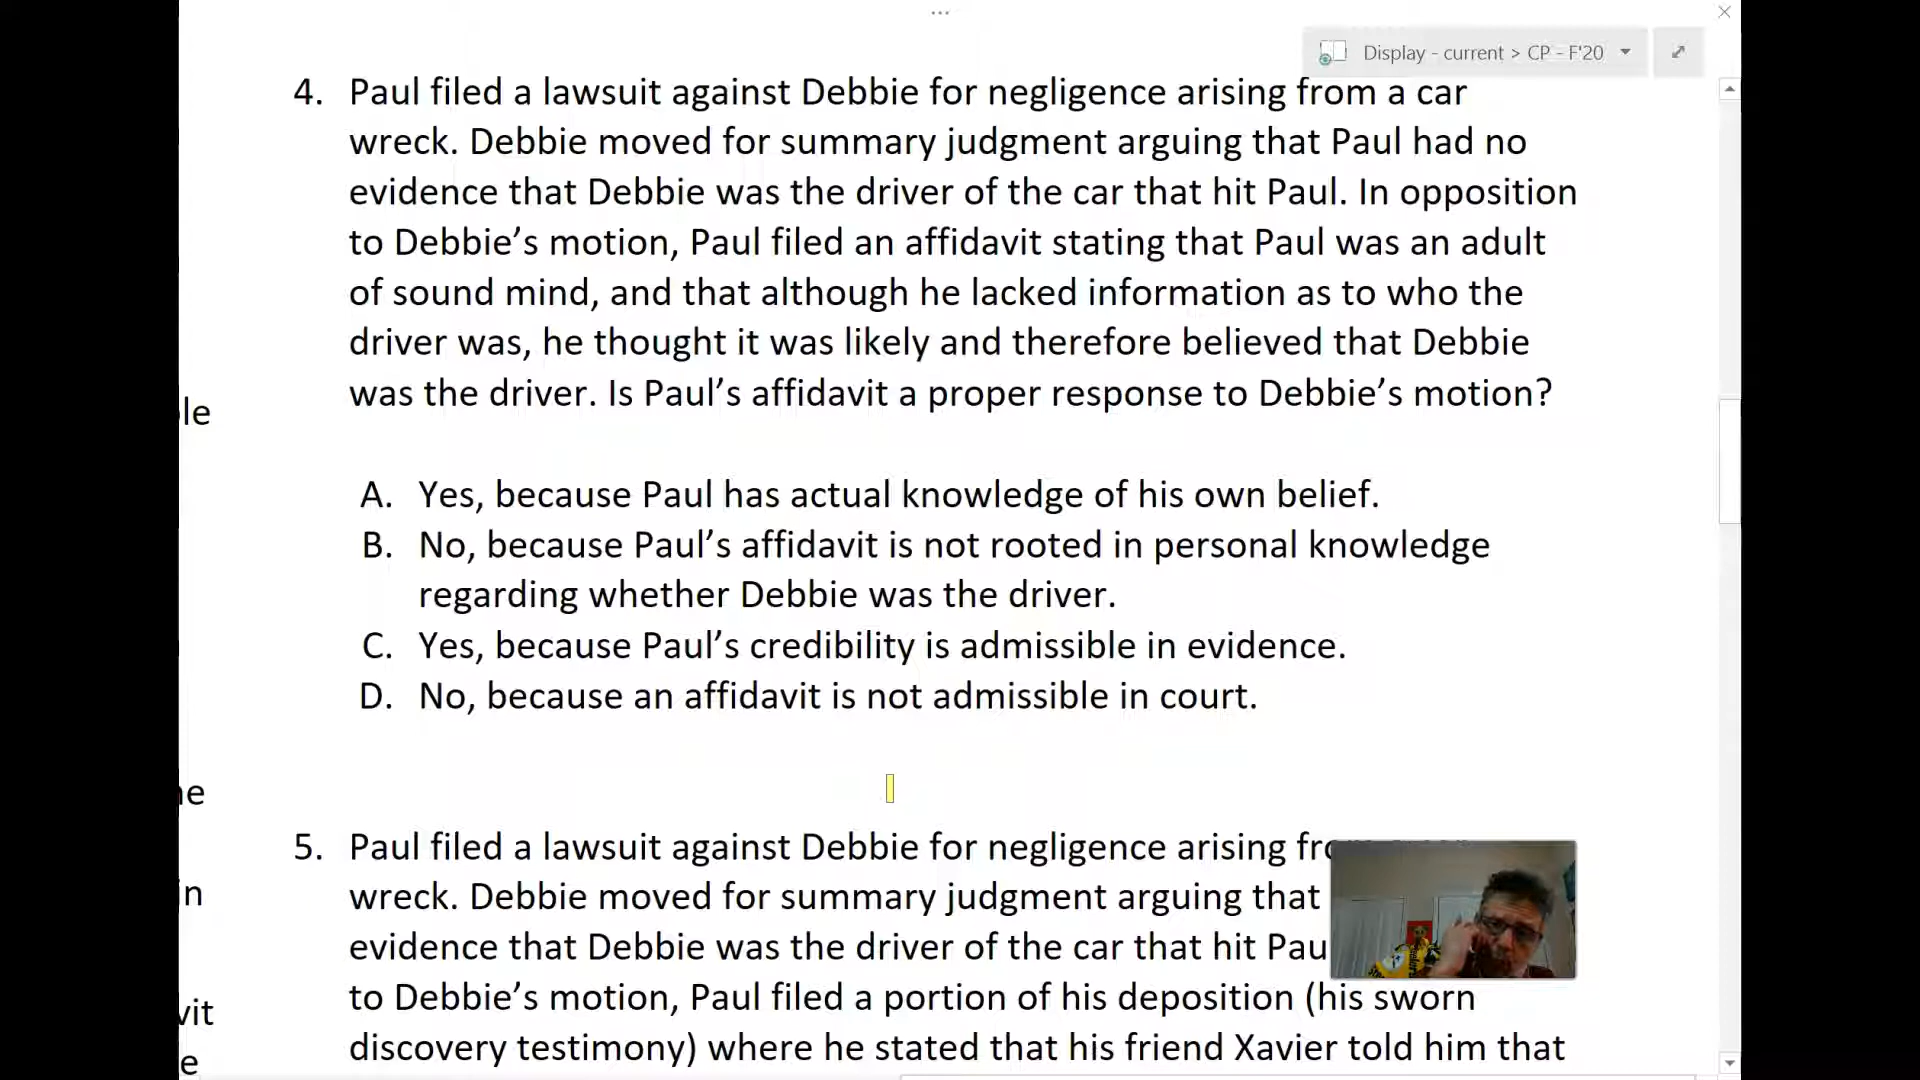 Display - current > CP - F'20
4. Paul filed a lawsuit against Debbie for negligence arising from a car
wreck. Debbie moved for summary judgment arguing that Paul had no
evidence that Debbie was the driver of the car that hit Paul. In opposition
to Debbie’s motion, Paul filed an affidavit stating that Paul was an adult
of sound mind, and that although he lacked information as to who the
driver was, he thought it was likely and therefore believed that Debbie
was the driver. Is Paul’s affidavit a proper response to Debbie’s motion?
le
A. Yes, because Paul has actual knowledge of his own belief.
B. No, because Paul’s affidavit is not rooted in personal knowledge
regarding whether Debbie was the driver.
C. Yes, because Paul’s credibility is admissible in evidence.
D. No, because an affidavit is not admissible in court.
e
5. Paul filed a lawsuit against Debbie for negligence arising
in
wreck. Debbie moved for summary judgment arguing that
evidence that Debbie was the driver of the car that hit Pau
to Debbie’s motion, Paul filed a portion of his deposition (his sworn
vit
discovery testimony) where he stated that his friend Xavier told him that
e